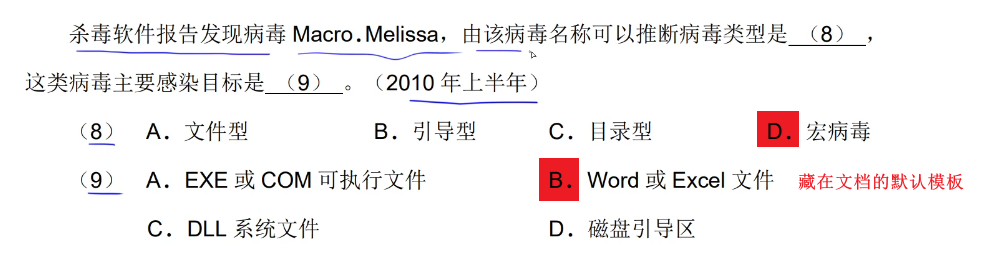 杀毒软件报告发现病毒 Macro.Melissa，由该病毒名称可以推断病毒类型是 （8） ，
这类病毒主要感染目标是 （9） 。（2010 年上半年）
（8） A．文件型 B．引导型 C．目录型 D．宏病毒
（9） A．EXE 或 COM 可执行文件 B．Word 或 Excel 文件 藏在文档的默认模板
C．DLL 系统文件 D．磁盘引导区